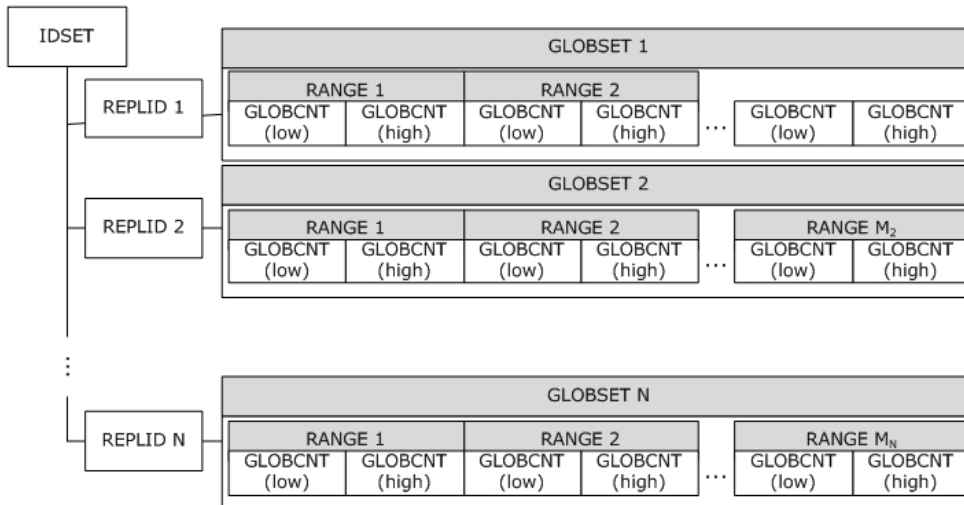 IDSET
GLOBSET 1
REPLID 1
RANGE 1 RANGE 2
GLOBCNT GLOBCNT GLOBCNT GLOBCNT GLOBCNT GLOBCNT
(low) (high) (low) (high) ... (low) (high)
GLOBSET 2
REPLID 2
RANGE 1 RANGE 2 RANGE M₂
GLOBCNT GLOBCNT GLOBCNT GLOBCNT GLOBCNT GLOBCNT
(low) (high) (low) (high) ... (low) (high)
...
GLOBSET N
REPLID N
RANGE 1 RANGE 2 RANGE Mₙ
GLOBCNT GLOBCNT GLOBCNT GLOBCNT GLOBCNT GLOBCNT
(low) (high) (low) (high) ... (low) (high)